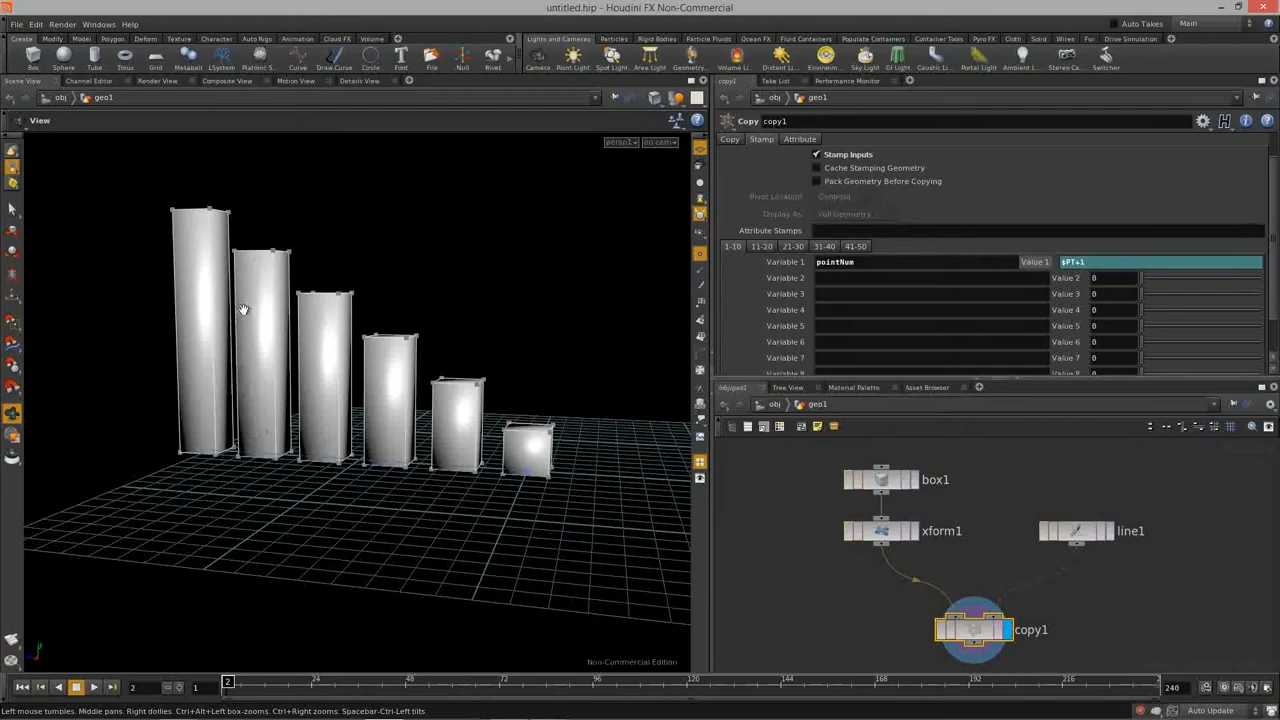 untitled.hip - Houdini FX Non-Commercial
File Edit Render Windows Help
Auto Takes Main
Create Modify Model Polygon Deform Texture Character Auto Rigs Animation Cloud FX Volume
Lights and Cameras Particles Rigid Bodies Particle Fluids Ocean FX Fluid Containers Populate Containers Container Tools Pyro FX Cloth Solid Wires Fur Drive Simulation
Box Sphere Tube Torus Grid Metaball LSystem Platonic S... Curve Draw Curve Circle Font File Null Rivet
Camera Point Light Spot Light Area Light Geometry... Volume Li... Distant Li... Environm... Sky Light GI Light Caustic Li... Portal Light Ambient L... Stereo Ca... Switcher
Scene View Channel Editor Render View Composite View Motion View Details View
copy1 Take List Performance Monitor
obj geo1
obj geo1
View
persp1 no cam
Copy copy1
Copy Stamp Attribute
Stamp Inputs
Cache Stamping Geometry
Pack Geometry Before Copying
Pivot Location Centroid
Display As Full Geometry
Attribute Stamps
1-10 11-20 21-30 31-40 41-50
Variable 1 pointNum Value 1 $PT+1
Variable 2 Value 2 0
Variable 3 Value 3 0
Variable 4 Value 4 0
Variable 5 Value 5 0
Variable 6 Value 6 0
Variable 7 Value 7 0
Variable 8 Value 8 0
/obj/geo1 Tree View Material Palette Asset Browser
obj geo1
box1
xform1
line1
copy1
Non-Commercial Edition
2 1 2 24 48 72 96 120 144 168 192 216 2 240
Left mouse tumbles. Middle pans. Right dollies. Ctrl+Alt+Left box-zooms. Ctrl+Right zooms. Spacebar-Ctrl-Left tilts.
Auto Update